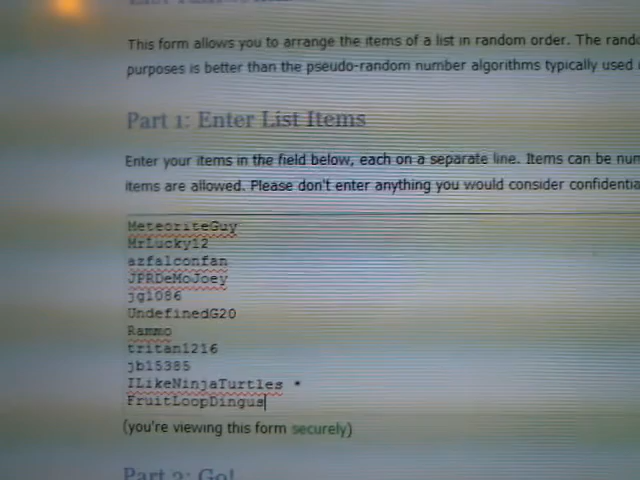 This form allows you to arrange the items of a list in random order. The
purposes is better than the pseudo-random number algorithms typically used
Part 1: Enter List Items
Enter your items in the field below, each on a separate line. Items can be
items are allowed. Please don't enter anything you would consider
MeteoriteGuy
MrLucky12
azfalconfan
JPRDeMoJoey
jg1086
UndefinedG20
Rammo
tritan1216
jb15385
ILikeNinjaTurtles *
FruitLoopDingus
(you're viewing this form securely)
Part 2: Go!